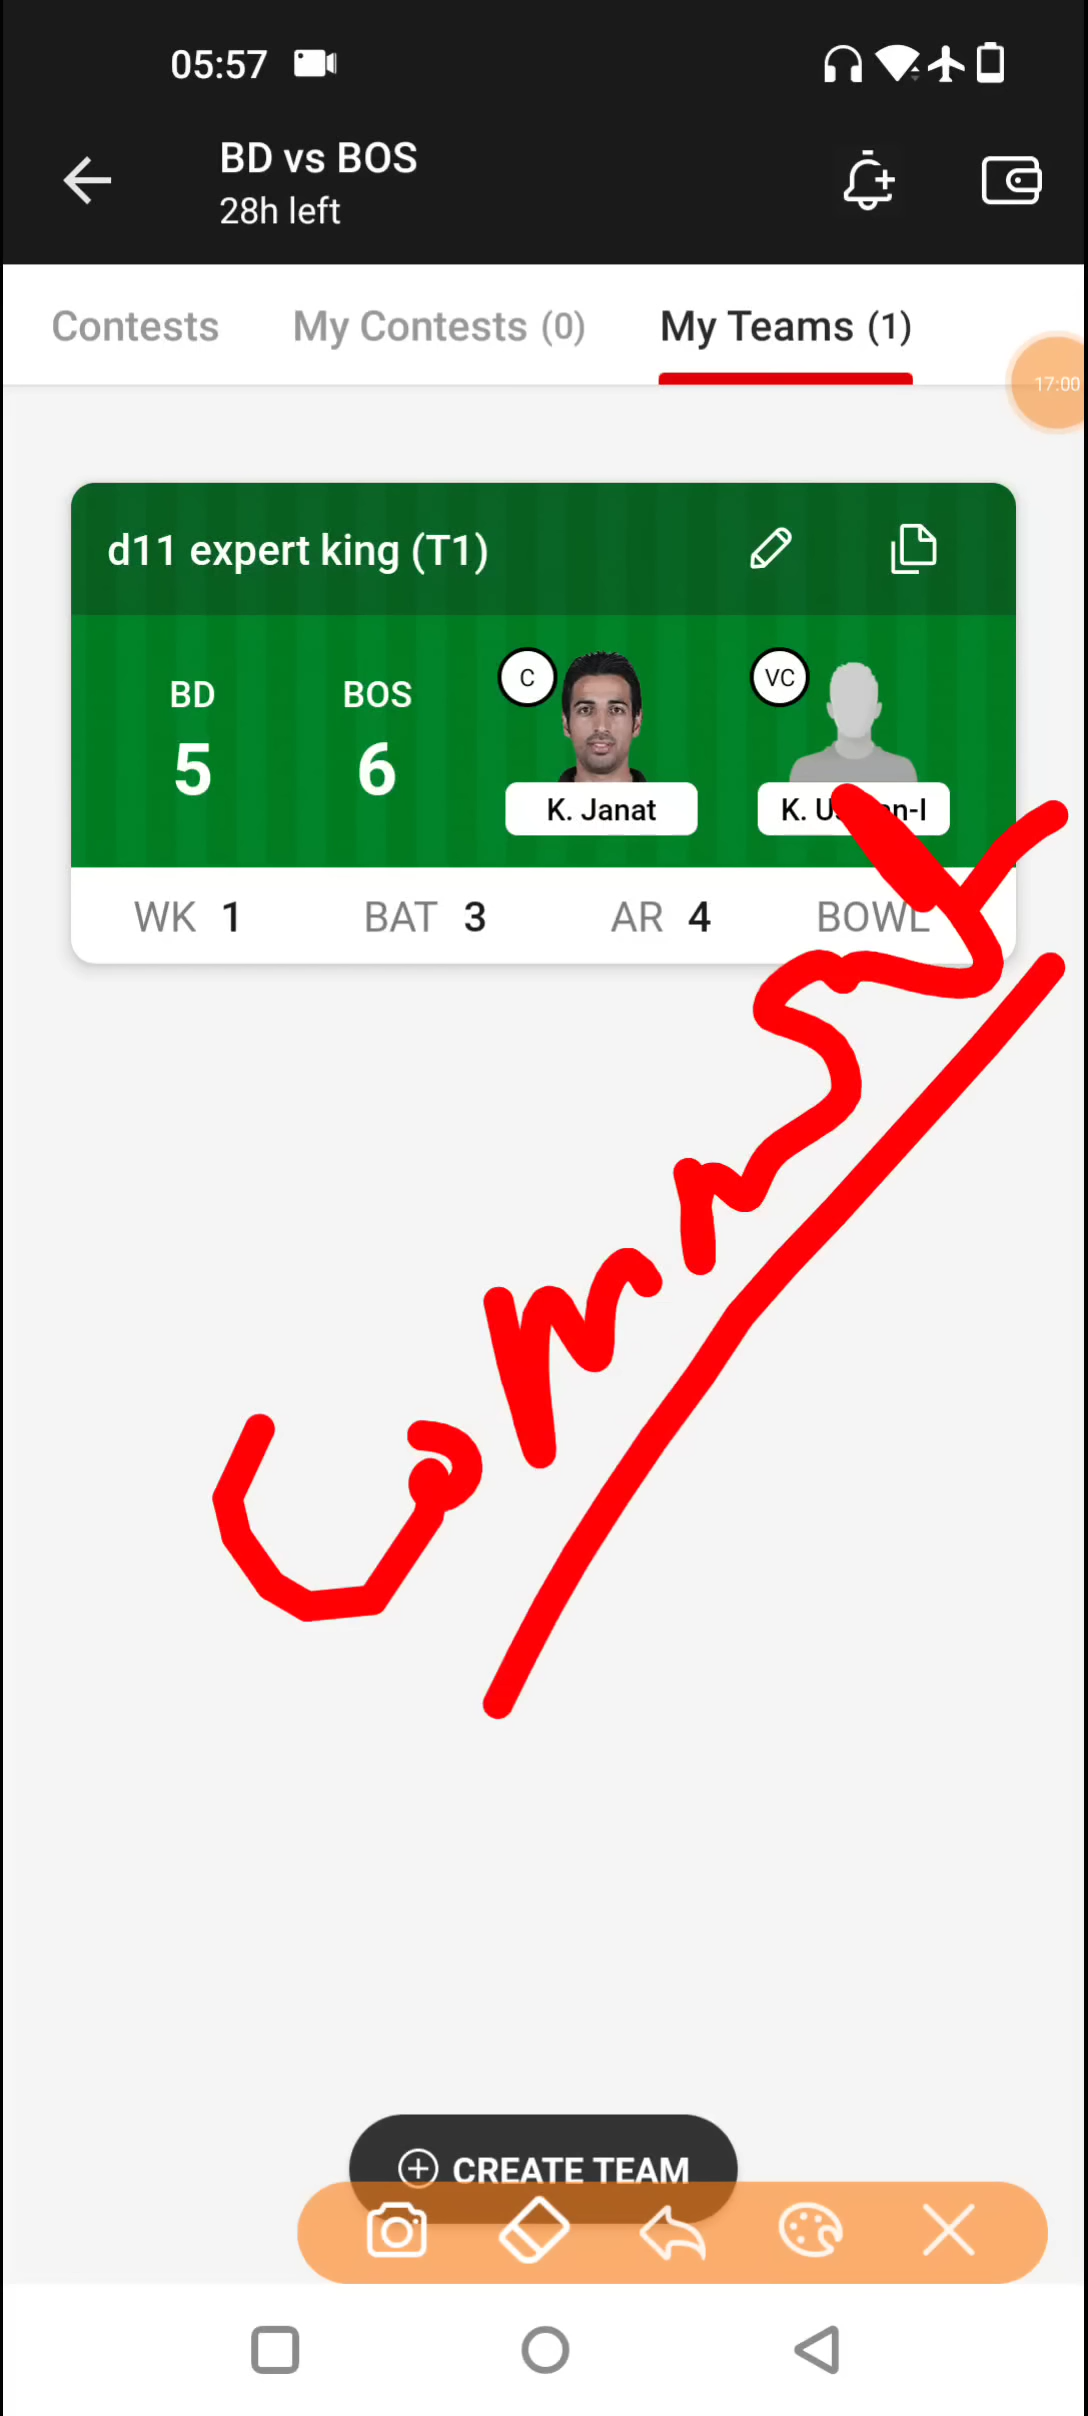 05:57
BD vs BOS
28h left
Contests My Contests (0) My Teams (1)
17:00
d11 expert king (T1)
C VC
BD BOS
5 6
K. Janat
WK 1 BAT 3 AR 4 BOWL
CREATE TEAM